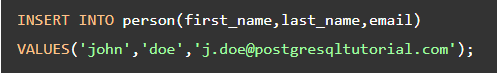 INSERT INTO person(first_name,last_name,email)
VALUES('john','doe','j.doe@postgresqltutorial.com');